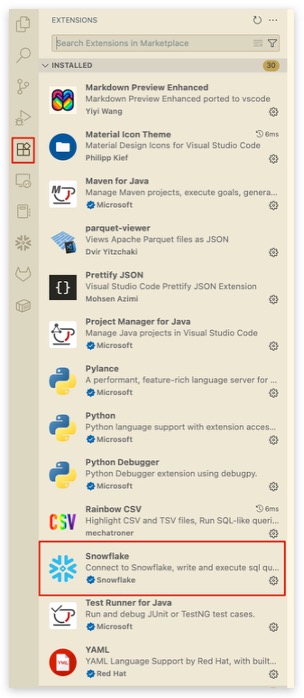 EXTENSIONS
Search Extensions in Marketplace
INSTALLED 30
Markdown Preview Enhanced
Markdown Preview Enhanced ported to vscode
Yiyi Wang
Material Icon Theme 6ms
Material Design Icons for Visual Studio Code
Philipp Kief
Maven for Java
Manage Maven projects, execute goals, genera...
Microsoft
parquet-viewer
Views Apache Parquet files as JSON
Dvir Yitzchaki
Prettify JSON
Visual Studio Code Prettify JSON Extension
Mohsen Azimi
Project Manager for Java
Manage Java projects in Visual Studio Code
Microsoft
Pylance
A performant, feature-rich language server for ...
Microsoft
Python
Python language support with extension acces...
Microsoft
Python Debugger
Python Debugger extension using debugpy.
Microsoft
Rainbow CSV 6ms
Highlight CSV and TSV files, Run SQL-like queri...
mechatroner
Snowflake
Connect to Snowflake, write and execute sql qu...
Snowflake
Test Runner for Java
Run and debug JUnit or TestNG test cases.
Microsoft
YAML
YAML Language Support by Red Hat, with built...
Red Hat